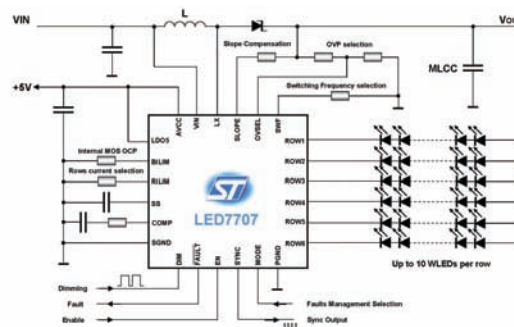 VIN
L
VOUT
Slope Compensation
OVP selection
Switching Frequency selection
MLCC
+5V
AVCC
VIN
LX
SLOPE
OVSEL
SWF
LDO5
Internal MOS OCP
BILIM
Rows current selection
RILIM
SS
COMP
SGND
ST
LED7707
ROW1
ROW2
ROW3
ROW4
ROW5
ROW6
DIM
FAULT
EN
SYNC
MODE
PGND
Up to 10 WLEDs per row
Dimming
Fault
Enable
Faults Management Selection
Sync Output